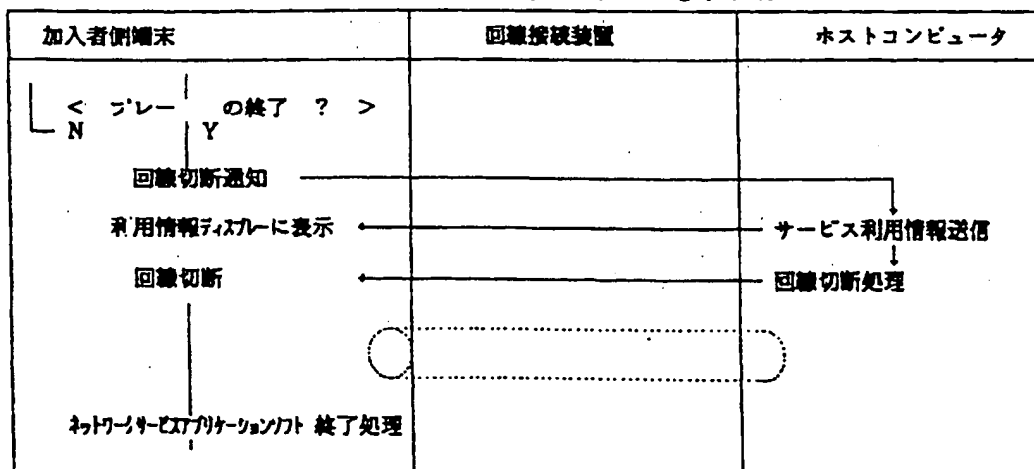 加入者側端末 回線接続装置 ホストコンピュータ
< プレー の終了 ? >
N Y
回線切断通知
利用情報ディスプレーに表示 サービス利用情報送信
回線切断 回線切断処理
ネットワークサービスアプリケーションソフト 終了処理